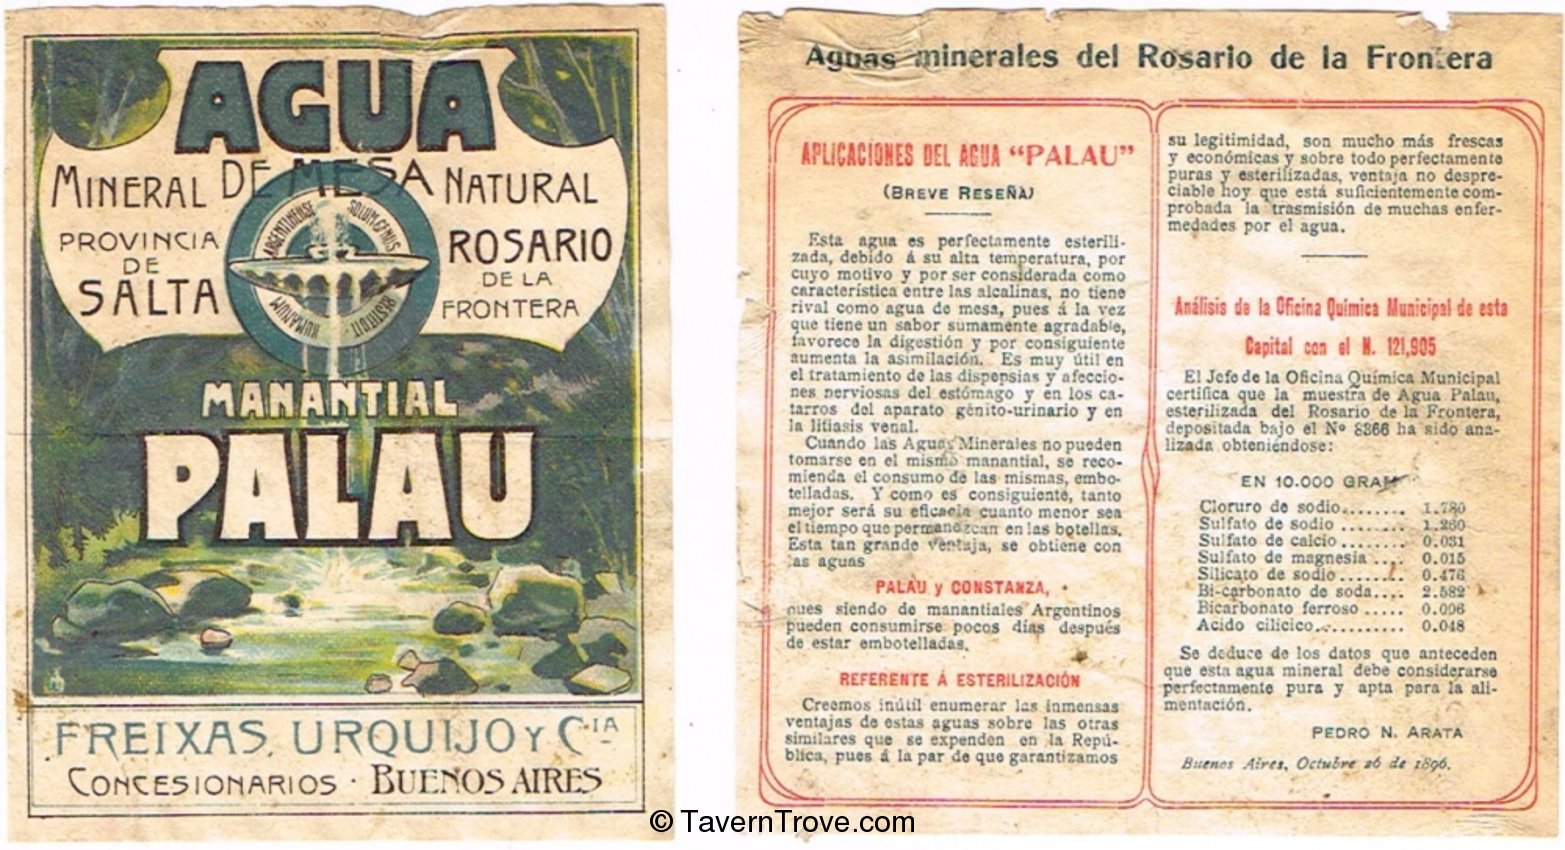 AGUA
DE MESA
MINERAL NATURAL
PROVINCIA
DE
SALTA
ROSARIO
DE LA
FRONTERA
ARGENTINENSE SOLUM GENUS
HUMANUM RESTITUIT
MANANTIAL
PALAU
FREIXAS, URQUIJO Y CIA
CONCESIONARIOS · BUENOS AIRES
Aguas minerales del Rosario de la Frontera
APLICACIONES DEL AGUA "PALAU"
(BREVE RESEÑA)
Esta agua es perfectamente esterili-
zada, debido á su alta temperatura, por
cuyo motivo y por ser considerada como
característica entre las alcalinas, no tiene
rival como agua de mesa, pues á la vez
que tiene un sabor sumamente agradable,
favorece la digestión y por consiguiente
aumenta la asimilación. Es muy útil en
el tratamiento de las dispepsias y afeccio-
nes nerviosas del estómago y en los ca-
tarros del aparato génito-urinario y en
la litiasis venal.
Cuando las Aguas Minerales no pueden
tomarse en el mismo manantial, se reco-
mienda el consumo de las mismas, embo-
telladas. Y como es consiguiente, tanto
mejor será su eficacia cuanto menor sea
el tiempo que permanezcan en las botellas.
Esta tan grande ventaja, se obtiene con
las aguas
PALAU y CONSTANZA,
pues siendo de manantiales Argentinos
pueden consumirse pocos días después
de estar embotelladas.
REFERENTE Á ESTERILIZACIÓN
Creemos inútil enumerar las inmensas
ventajas de estas aguas sobre las otras
similares que se expenden en la Repú-
blica, pues á la par de que garantizamos
su legitimidad, son mucho más frescas
y económicas y sobre todo perfectamente
puras y esterilizadas, ventaja no despre-
ciable hoy que está suficientemente com-
probada la trasmisión de muchas enfer-
medades por el agua.
Análisis de la Oficina Química Municipal de esta
Capital con el N. 121,905
El Jefe de la Oficina Química Municipal
certifica que la muestra de Agua Palau,
esterilizada del Rosario de la Frontera,
depositada bajo el Nº 8366 ha sido ana-
lizada obteniéndose:
EN 10.000 GRAM
Cloruro de sodio........ 1.780
Sulfato de sodio........ 1.260
Sulfato de calcio........ 0.031
Sulfato de magnesia.... 0.015
Silicato de sodio........ 0.476
Bi-carbonato de soda.... 2.582
Bicarbonato ferroso..... 0.006
Acido cilicico.......... 0.048
Se deduce de los datos que anteceden
que esta agua mineral debe considerarse
perfectamente pura y apta para la ali-
mentación.
PEDRO N. ARATA
Buenos Aires, Octubre 26 de 1896.
© TavernTrove.com